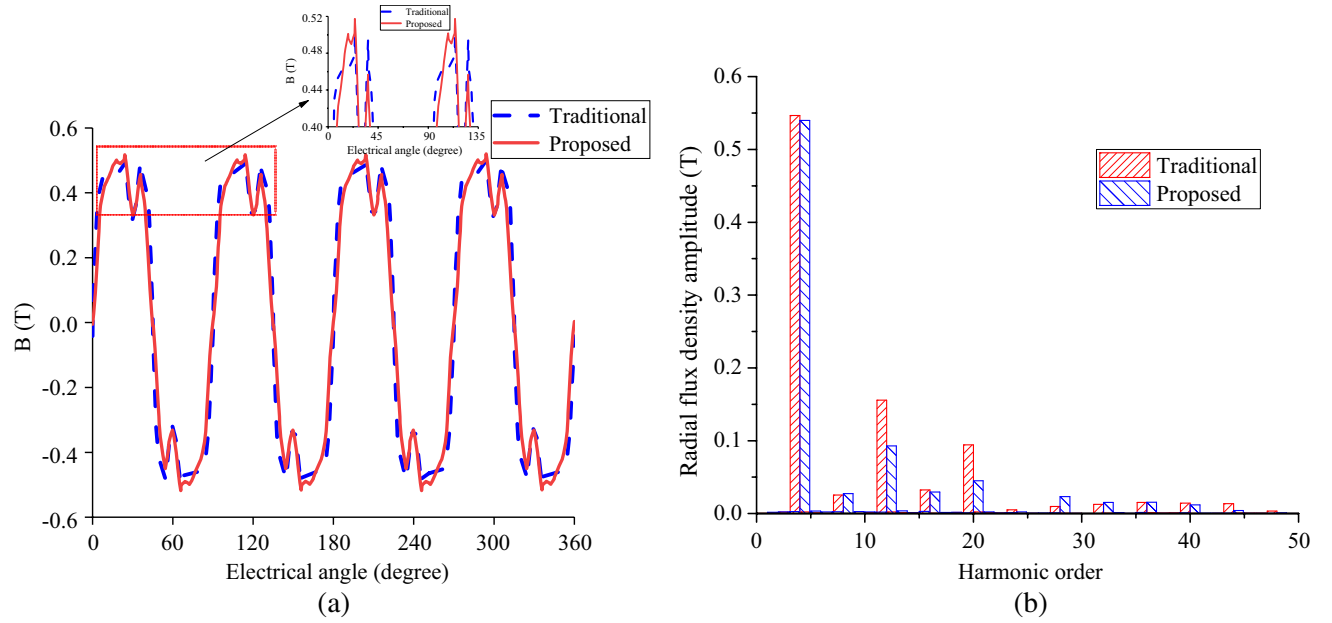 0.52
0.48
0.44
0.40
B (T)
Traditional
Proposed
0 45 90 135
Electrical angle (degree)
Traditional
Proposed
0.6
0.4
0.2
0.0
-0.2
-0.4
-0.6
B (T)
0 60 120 180 240 300 360
Electrical angle (degree)
(a)
0.6
0.5
0.4
0.3
0.2
0.1
0.0
Radial flux density amplitude (T)
Traditional
Proposed
0 10 20 30 40 50
Harmonic order
(b)